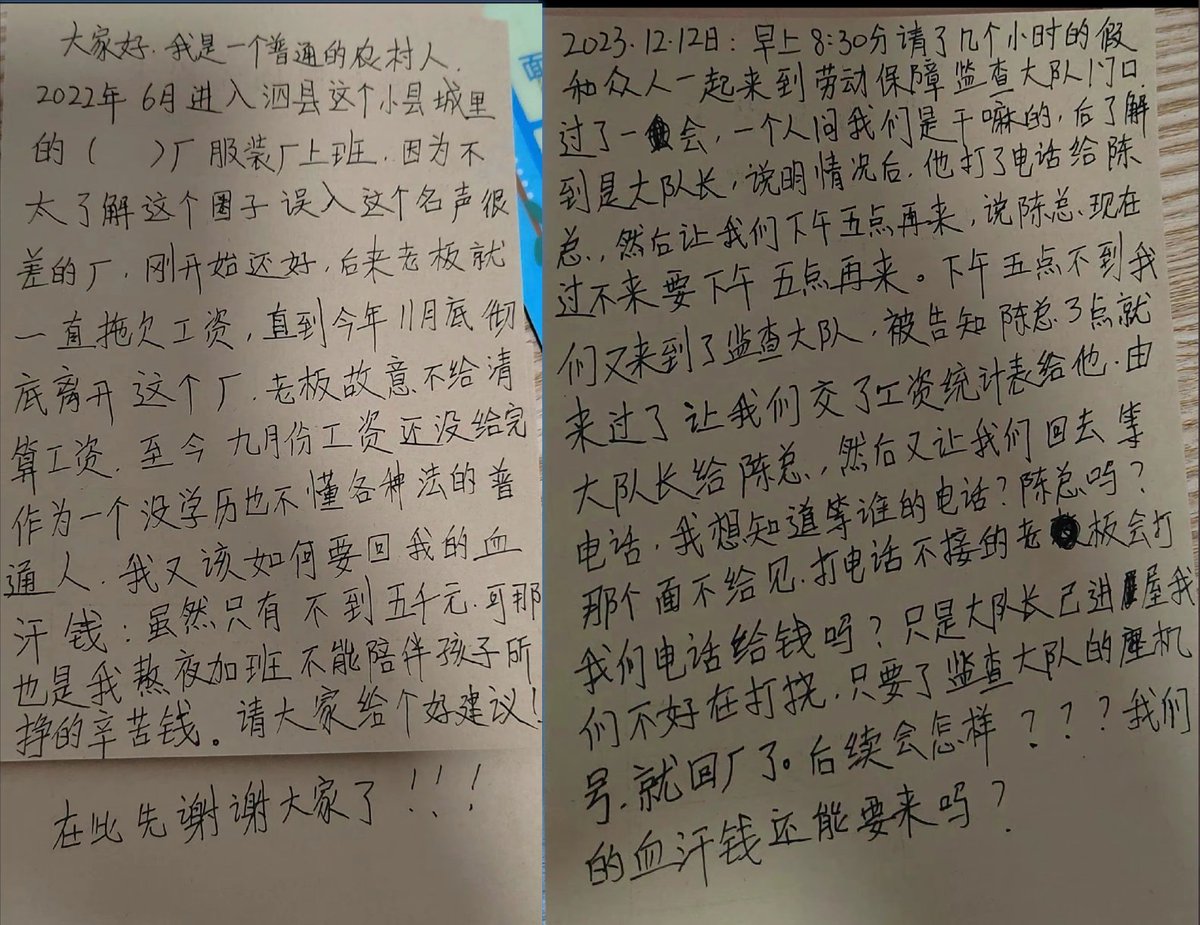 大家好.我是一个普通的农村人.
2022年6月进入泗县这个小县城里
的（ ）厂服装厂上班.因为不
太了解这个圈子误入这个名声很
差的厂,刚开始还好,后来老板就
一直拖欠工资,直到今年11月底彻
底离开这个厂.老板故意不给清
算工资.至今九月份工资还没给完
作为一个没学历也不懂各种法的普
通人.我又该如何要回我的血
汗钱:虽然只有不到五千元.可那
也是我熬夜加班不能陪伴孩子所
挣的辛苦钱。请大家给个好建议!
在此先谢谢大家了!!!
2023.12.12日:早上8:30分请了几个小时的假
和众人一起来到劳动保障监查大队门口
过了一会,一个人问我们是干嘛的,后了解
到是大队长,说明情况后.他打了电话给陈
总,然后让我们下午五点再来,说陈总现在
过不来要下午五点再来。下午五点不到我
们又来到了监查大队,被告知陈总3点就
来过了让我们交了工资统计表给他.由
大队长给陈总,然后又让我们回去等
电话,我想知道等谁的电话?陈总吗?
那个面不给见.打电话不接的老板会打
我们电话给钱吗?只是大队长已进屋我
们不好在打扰.只要了监查大队的座机
号.就回厂了。后续会怎样???我们
的血汗钱还能要来吗?